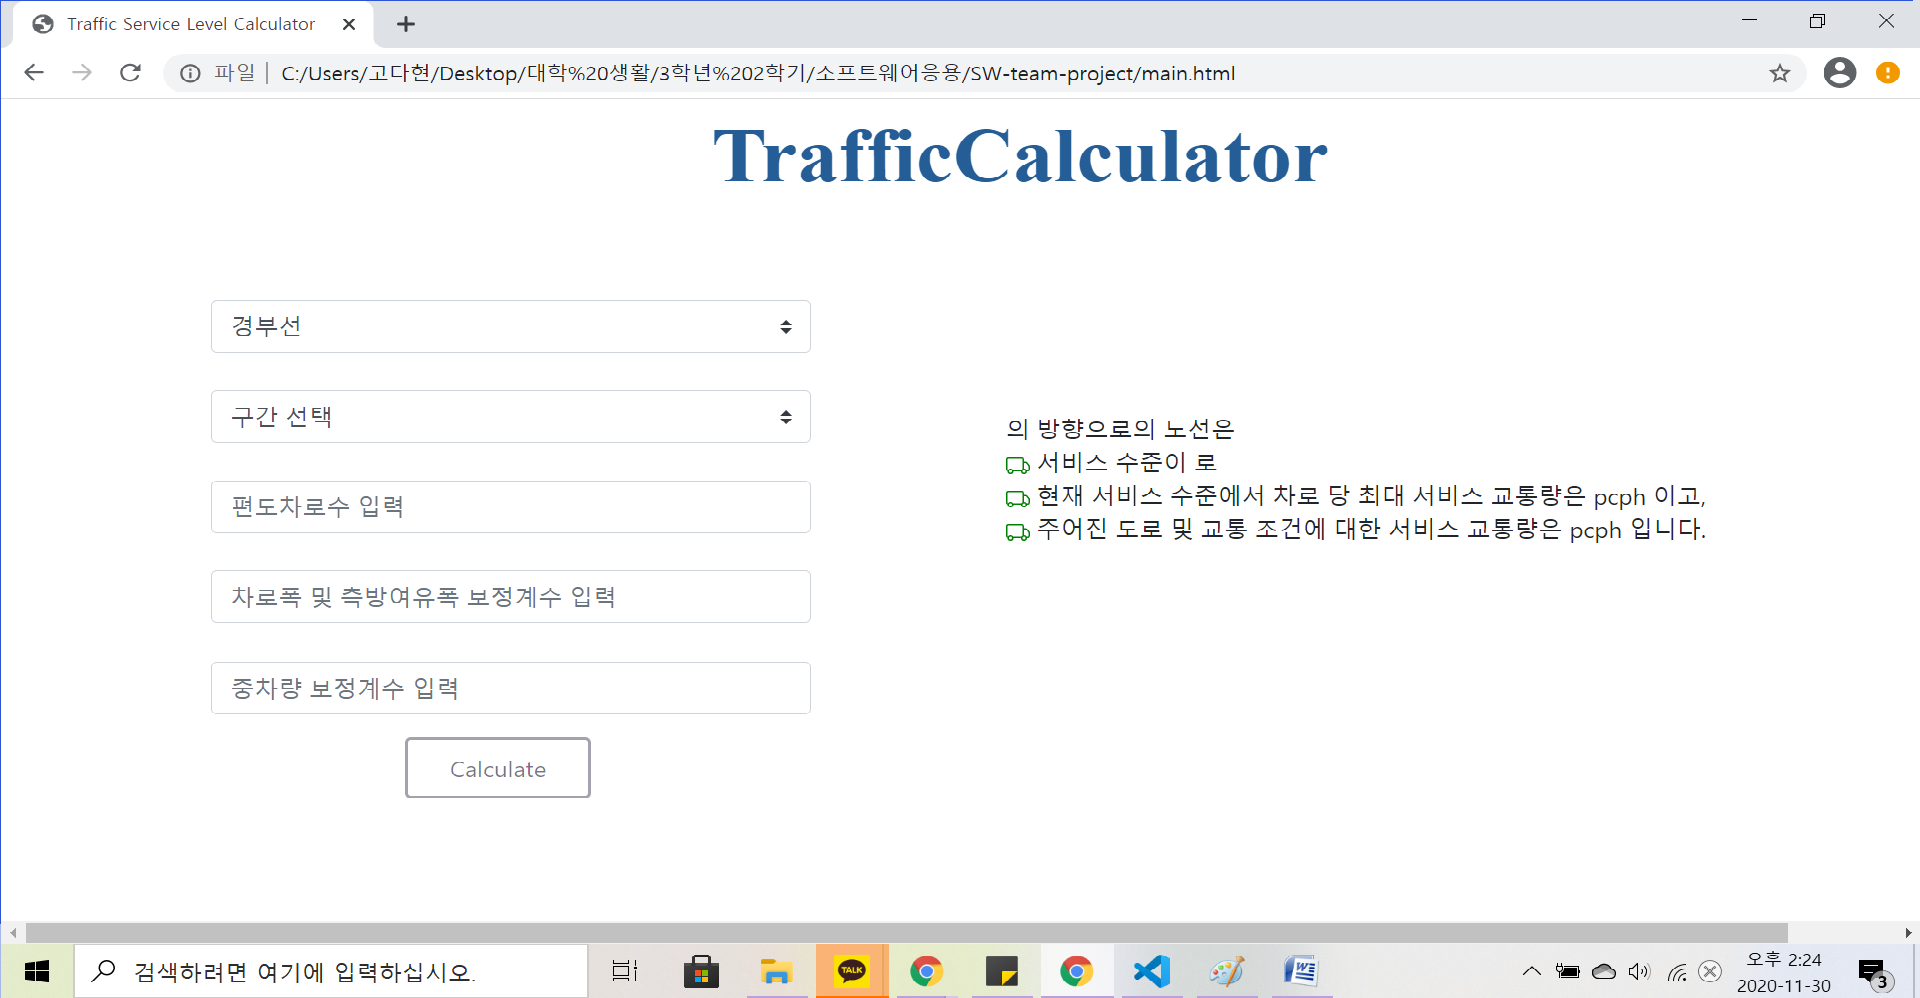 Traffic Service Level Calculator
파일 | C:/Users/고다현/Desktop/대학%20생활/3학년%202학기/소프트웨어응용/SW-team-project/main.html
TrafficCalculator
경부선
구간 선택
편도차로수 입력
차로폭 및 측방여유폭 보정계수 입력
중차량 보정계수 입력
Calculate
의 방향으로의 노선은
서비스 수준이 로
현재 서비스 수준에서 차로 당 최대 서비스 교통량은 pcph 이고,
주어진 도로 및 교통 조건에 대한 서비스 교통량은 pcph 입니다.
검색하려면 여기에 입력하십시오.
TALK
오후 2:24
2020-11-30
3